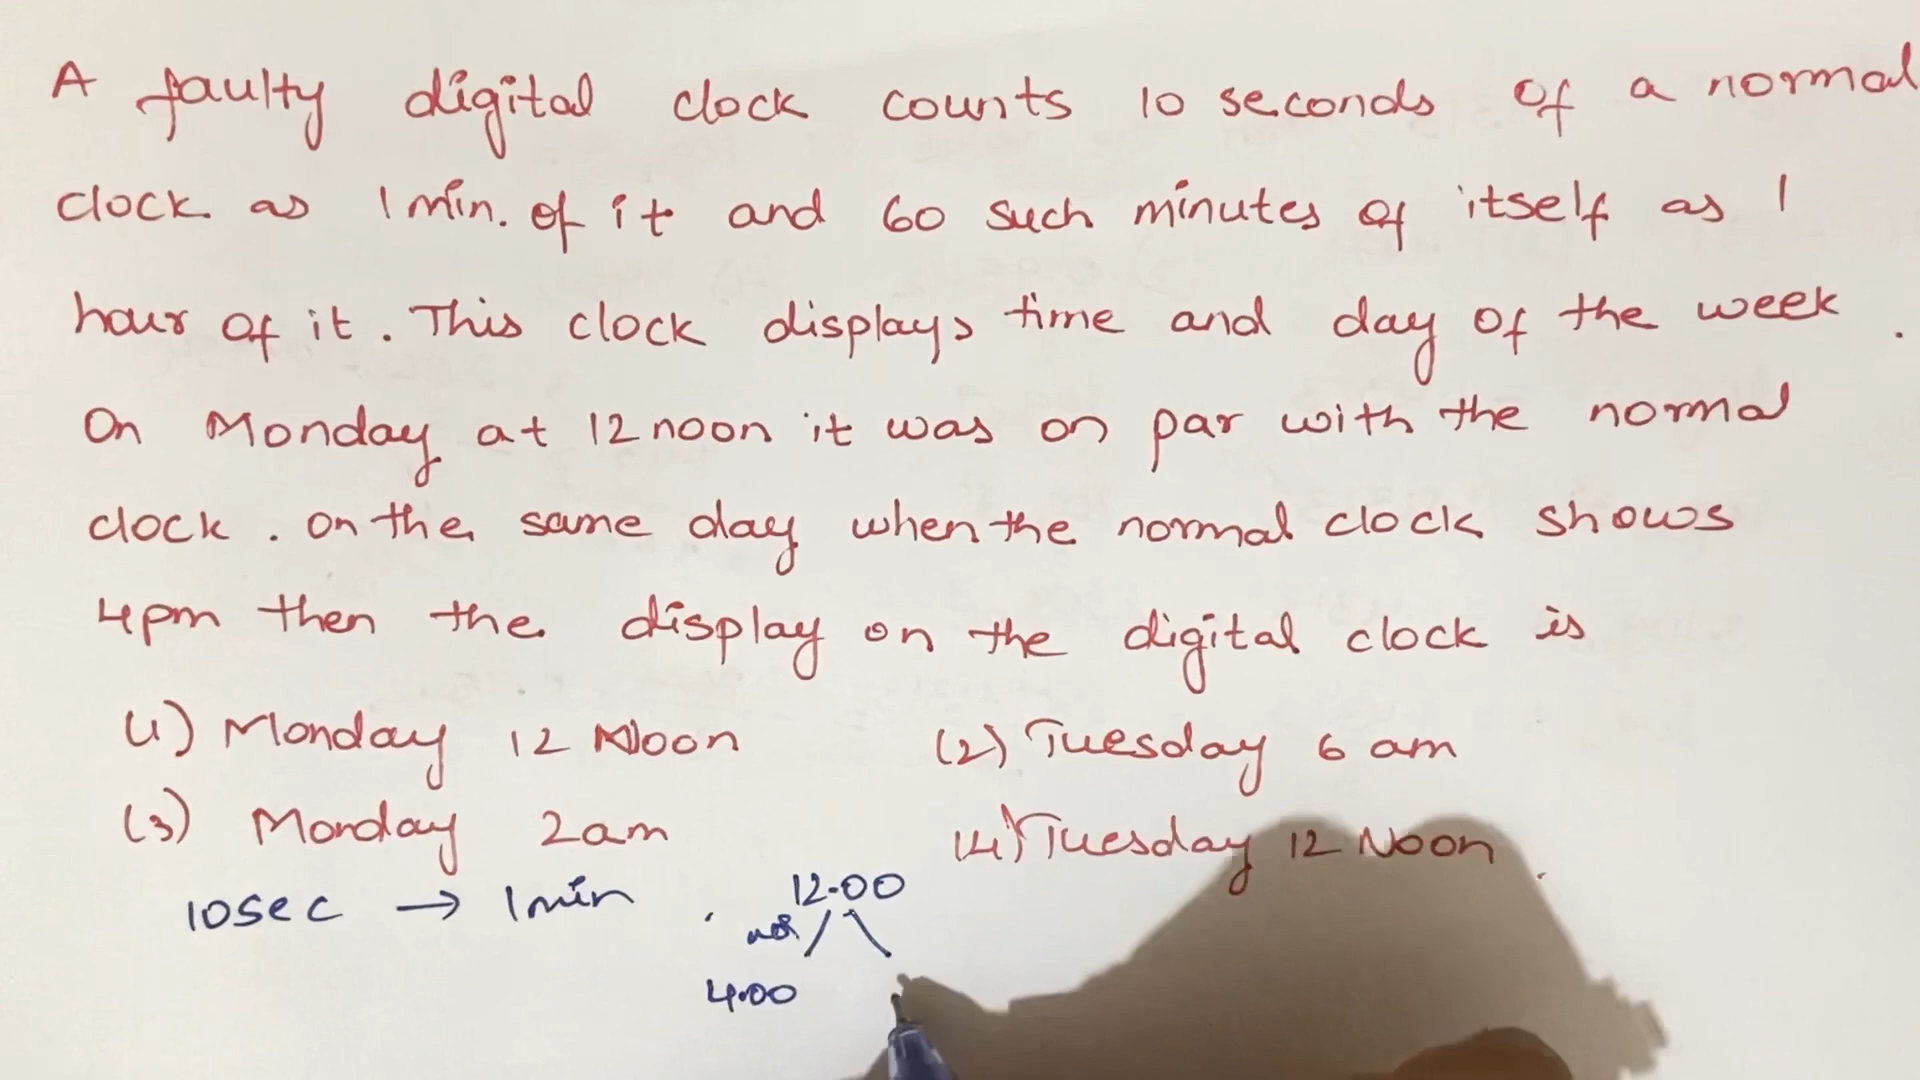 A faulty digital clock counts 10 seconds of a normal
clock as 1 min. of it and 60 such minutes of itself as 1
hour of it. This clock displays time and day of the week.
On Monday at 12 noon it was on par with the normal
clock. On the same day when the normal clock shows
4pm then the display on the digital clock is
(1) Monday 12 Noon (2) Tuesday 6 am
(3) Monday 2am (4) Tuesday 12 Noon.
10sec → 1min, 12.00
4.00